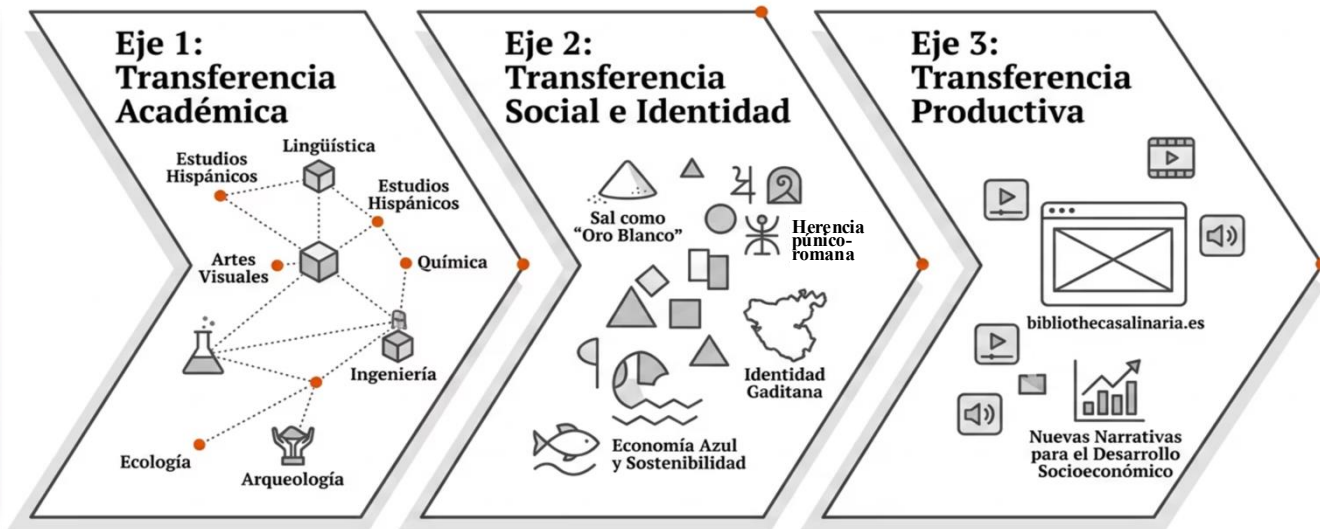 Eje 1:
Transferencia
Académica
Lingüística
Estudios
Hispánicos
Estudios
Hispánicos
Artes
Visuales
Química
Ingeniería
Ecología
Arqueología
Eje 2:
Transferencia
Social e Identidad
Sal como
“Oro Blanco”
Herencia
púnico-
romana
Identidad
Gaditana
Economía Azul
y Sostenibilidad
Eje 3:
Transferencia
Productiva
bibliothecasalinaria.es
Nuevas Narrativas
para el Desarrollo
Socioeconómico